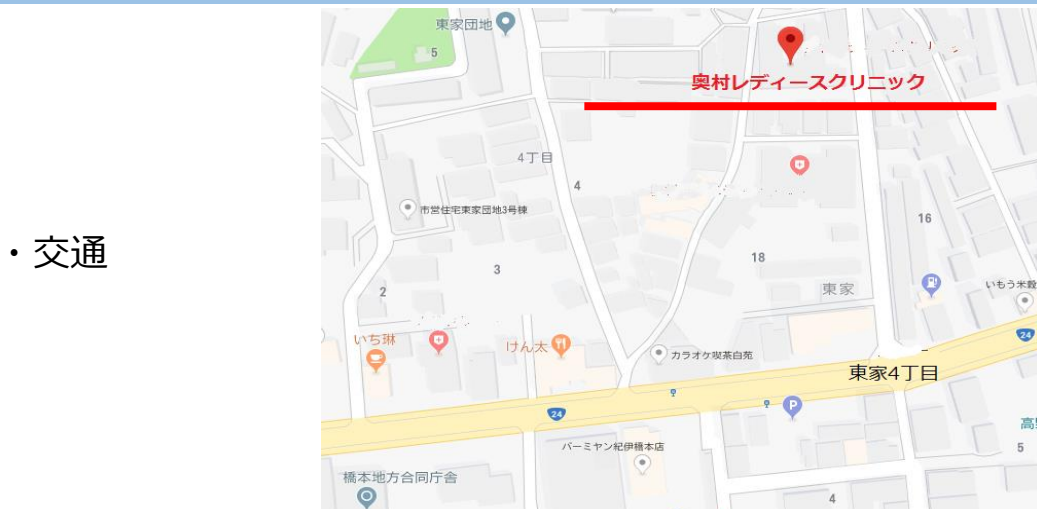 ・交通
東家団地
5
奥村レディースクリニック
4丁目
4
市営住宅東家団地3号棟
16
18
3
東家
2
いもう米穀
24
いち琳
けん太
カラオケ喫茶白苑
東家4丁目
24
P
バーミヤン紀伊橋本店
5
橋本地方合同庁舎
4